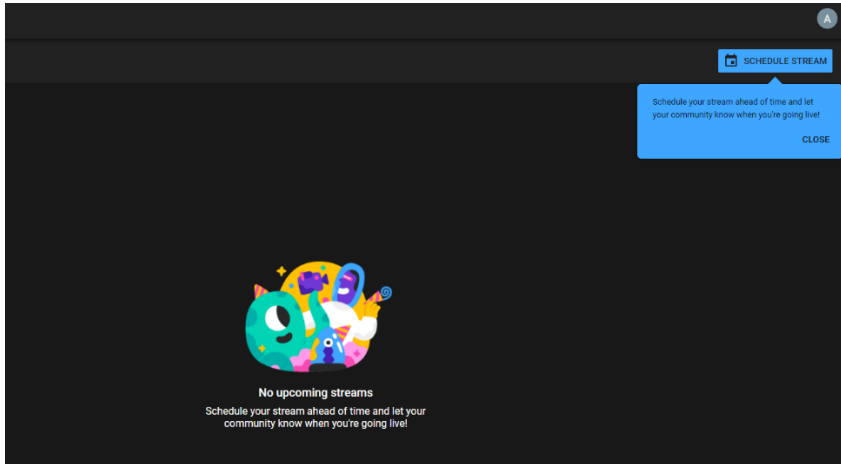 A
SCHEDULE STREAM
Schedule your stream ahead of time and let
your community know when you're going live!
CLOSE
No upcoming streams
Schedule your stream ahead of time and let your
community know when you're going live!